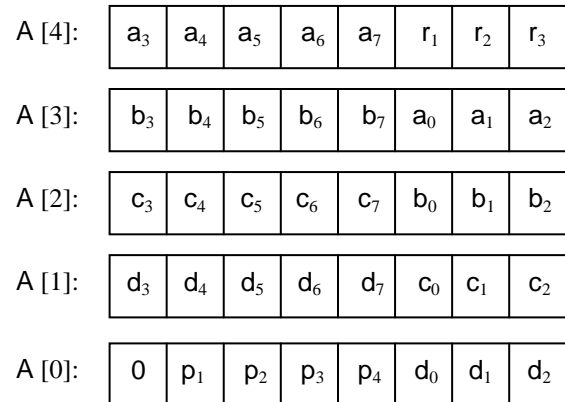 A [4]: a₃ a₄ a₅ a₆ a₇ r₁ r₂ r₃
A [3]: b₃ b₄ b₅ b₆ b₇ a₀ a₁ a₂
A [2]: c₃ c₄ c₅ c₆ c₇ b₀ b₁ b₂
A [1]: d₃ d₄ d₅ d₆ d₇ c₀ c₁ c₂
A [0]: 0 p₁ p₂ p₃ p₄ d₀ d₁ d₂